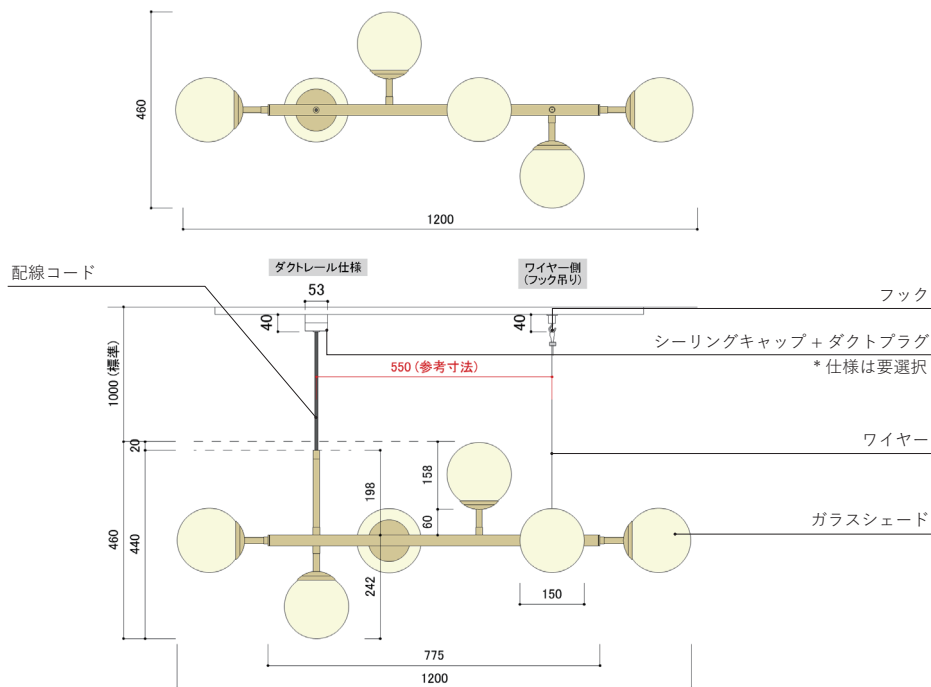 460
1200
配線コード
ダクトレール仕様
ワイヤー側
(フック吊り)
53
フック
40
40
シーリングキャップ + ダクトプラグ
* 仕様は要選択
550 (参考寸法)
1000 (標準)
ワイヤー
20
158
198
60
ガラスシェード
460
440
242
150
775
1200